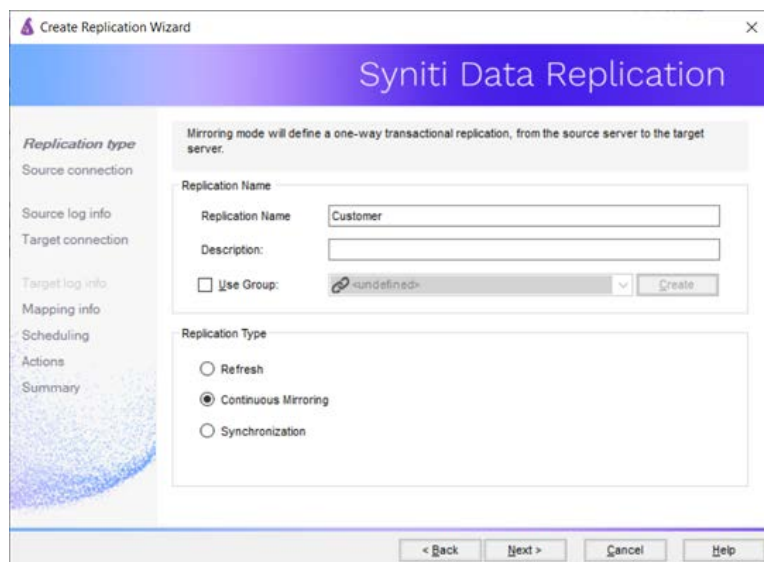 Create Replication Wizard
Syniti Data Replication
Replication type
Source connection
Source log info
Target connection
Target log info
Mapping info
Scheduling
Actions
Summary
Mirroring mode will define a one-way transactional replication, from the source server to the target
server.
Replication Name
Replication Name
Customer
Description:
Use Group:
<undefined>
Create
Replication Type
Refresh
Continuous Mirroring
Synchronization
< Back
Next >
Cancel
Help